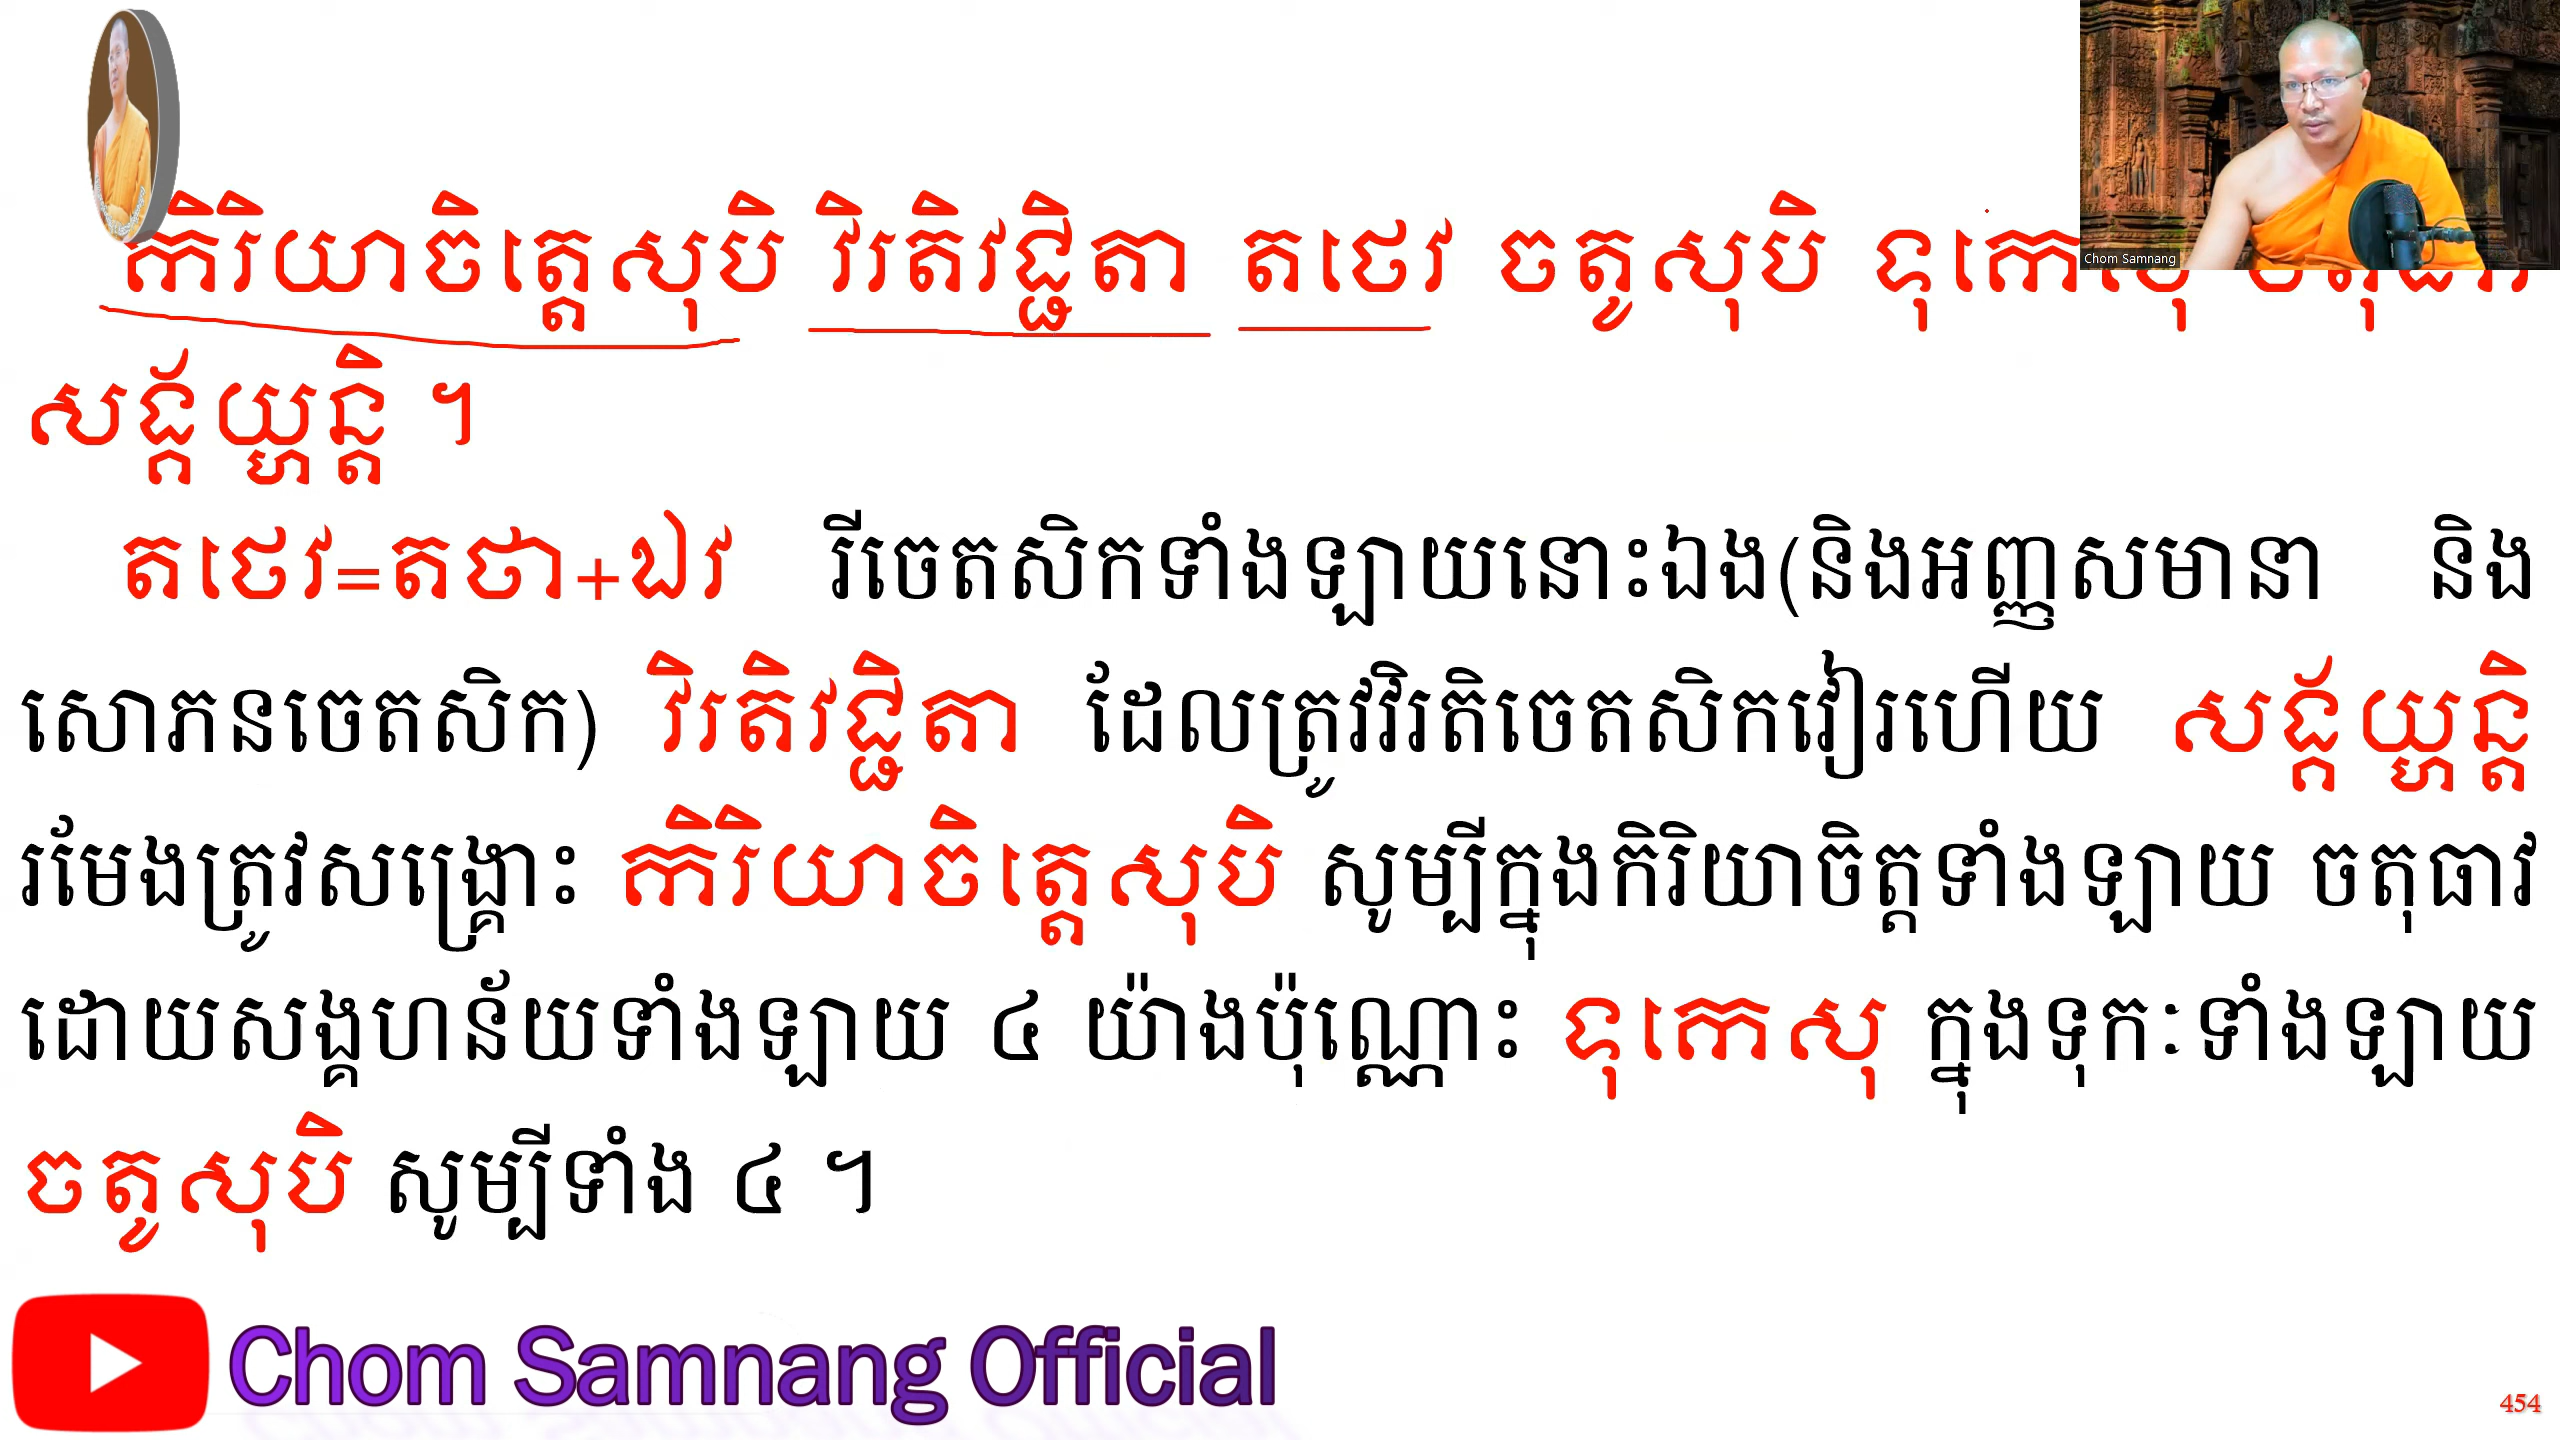 កិរិយាចិត្តេសុបិ វិរតិវជ្ជិតា តថេវ ចតូសុបិ ទុកេសុ ចតុធាវ
សង្គ័យ្ហន្តិ ។
តថេវ=តថា+ឯវ រីចេតសិកទាំងឡាយនោះឯង(និងអញ្ញសមានា និង
សោភនចេតសិក) វិរតិវជ្ជិតា ដែលត្រូវវិរតិចេតសិកវៀរហើយ សង្គ័យ្ហន្តិ
រមែងត្រូវសង្គ្រោះ កិរិយាចិត្តេសុបិ សូម្បីក្នុងកិរិយាចិត្តទាំងឡាយ ចតុធាវ
ដោយសង្គហន័យទាំងឡាយ ៤ យ៉ាងប៉ុណ្ណោះ ទុកេសុ ក្នុងទុកៈទាំងឡាយ
ចតូសុបិ សូម្បីទាំង ៤ ។
Chom Samnang
Chom Samnang Official
454